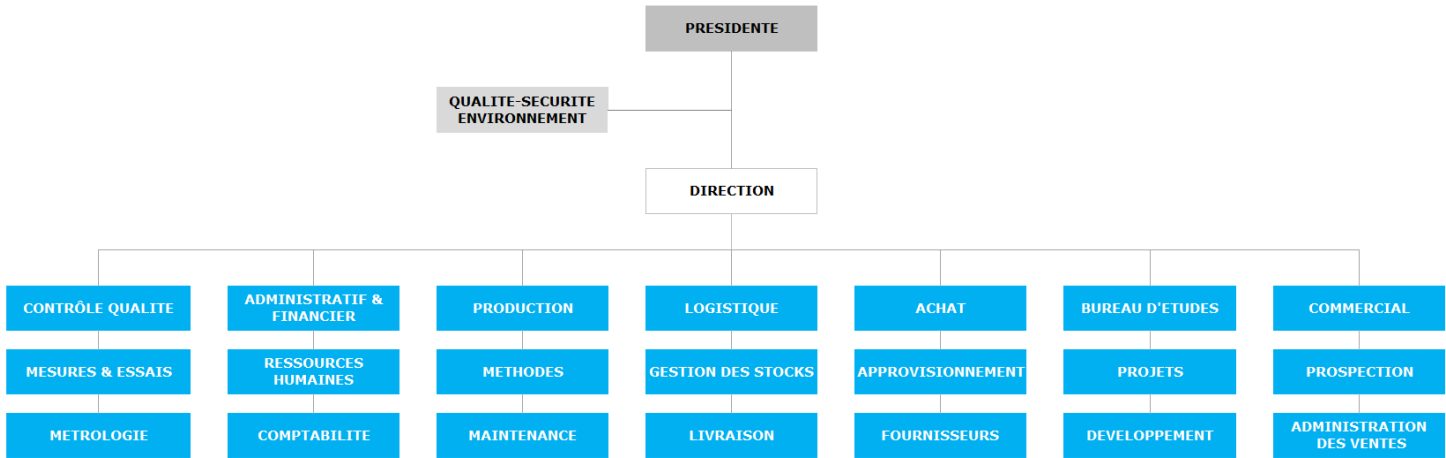 PRESIDENTE
QUALITE-SECURITE
ENVIRONNEMENT
DIRECTION
CONTRÔLE QUALITE
ADMINISTRATIF &
FINANCIER
PRODUCTION
LOGISTIQUE
ACHAT
BUREAU D'ETUDES
COMMERCIAL
MESURES & ESSAIS
RESSOURCES
HUMAINES
METHODES
GESTION DES STOCKS
APPROVISIONNEMENT
PROJETS
PROSPECTION
METROLOGIE
COMPTABILITE
MAINTENANCE
LIVRAISON
FOURNISSEURS
DEVELOPPEMENT
ADMINISTRATION
DES VENTES